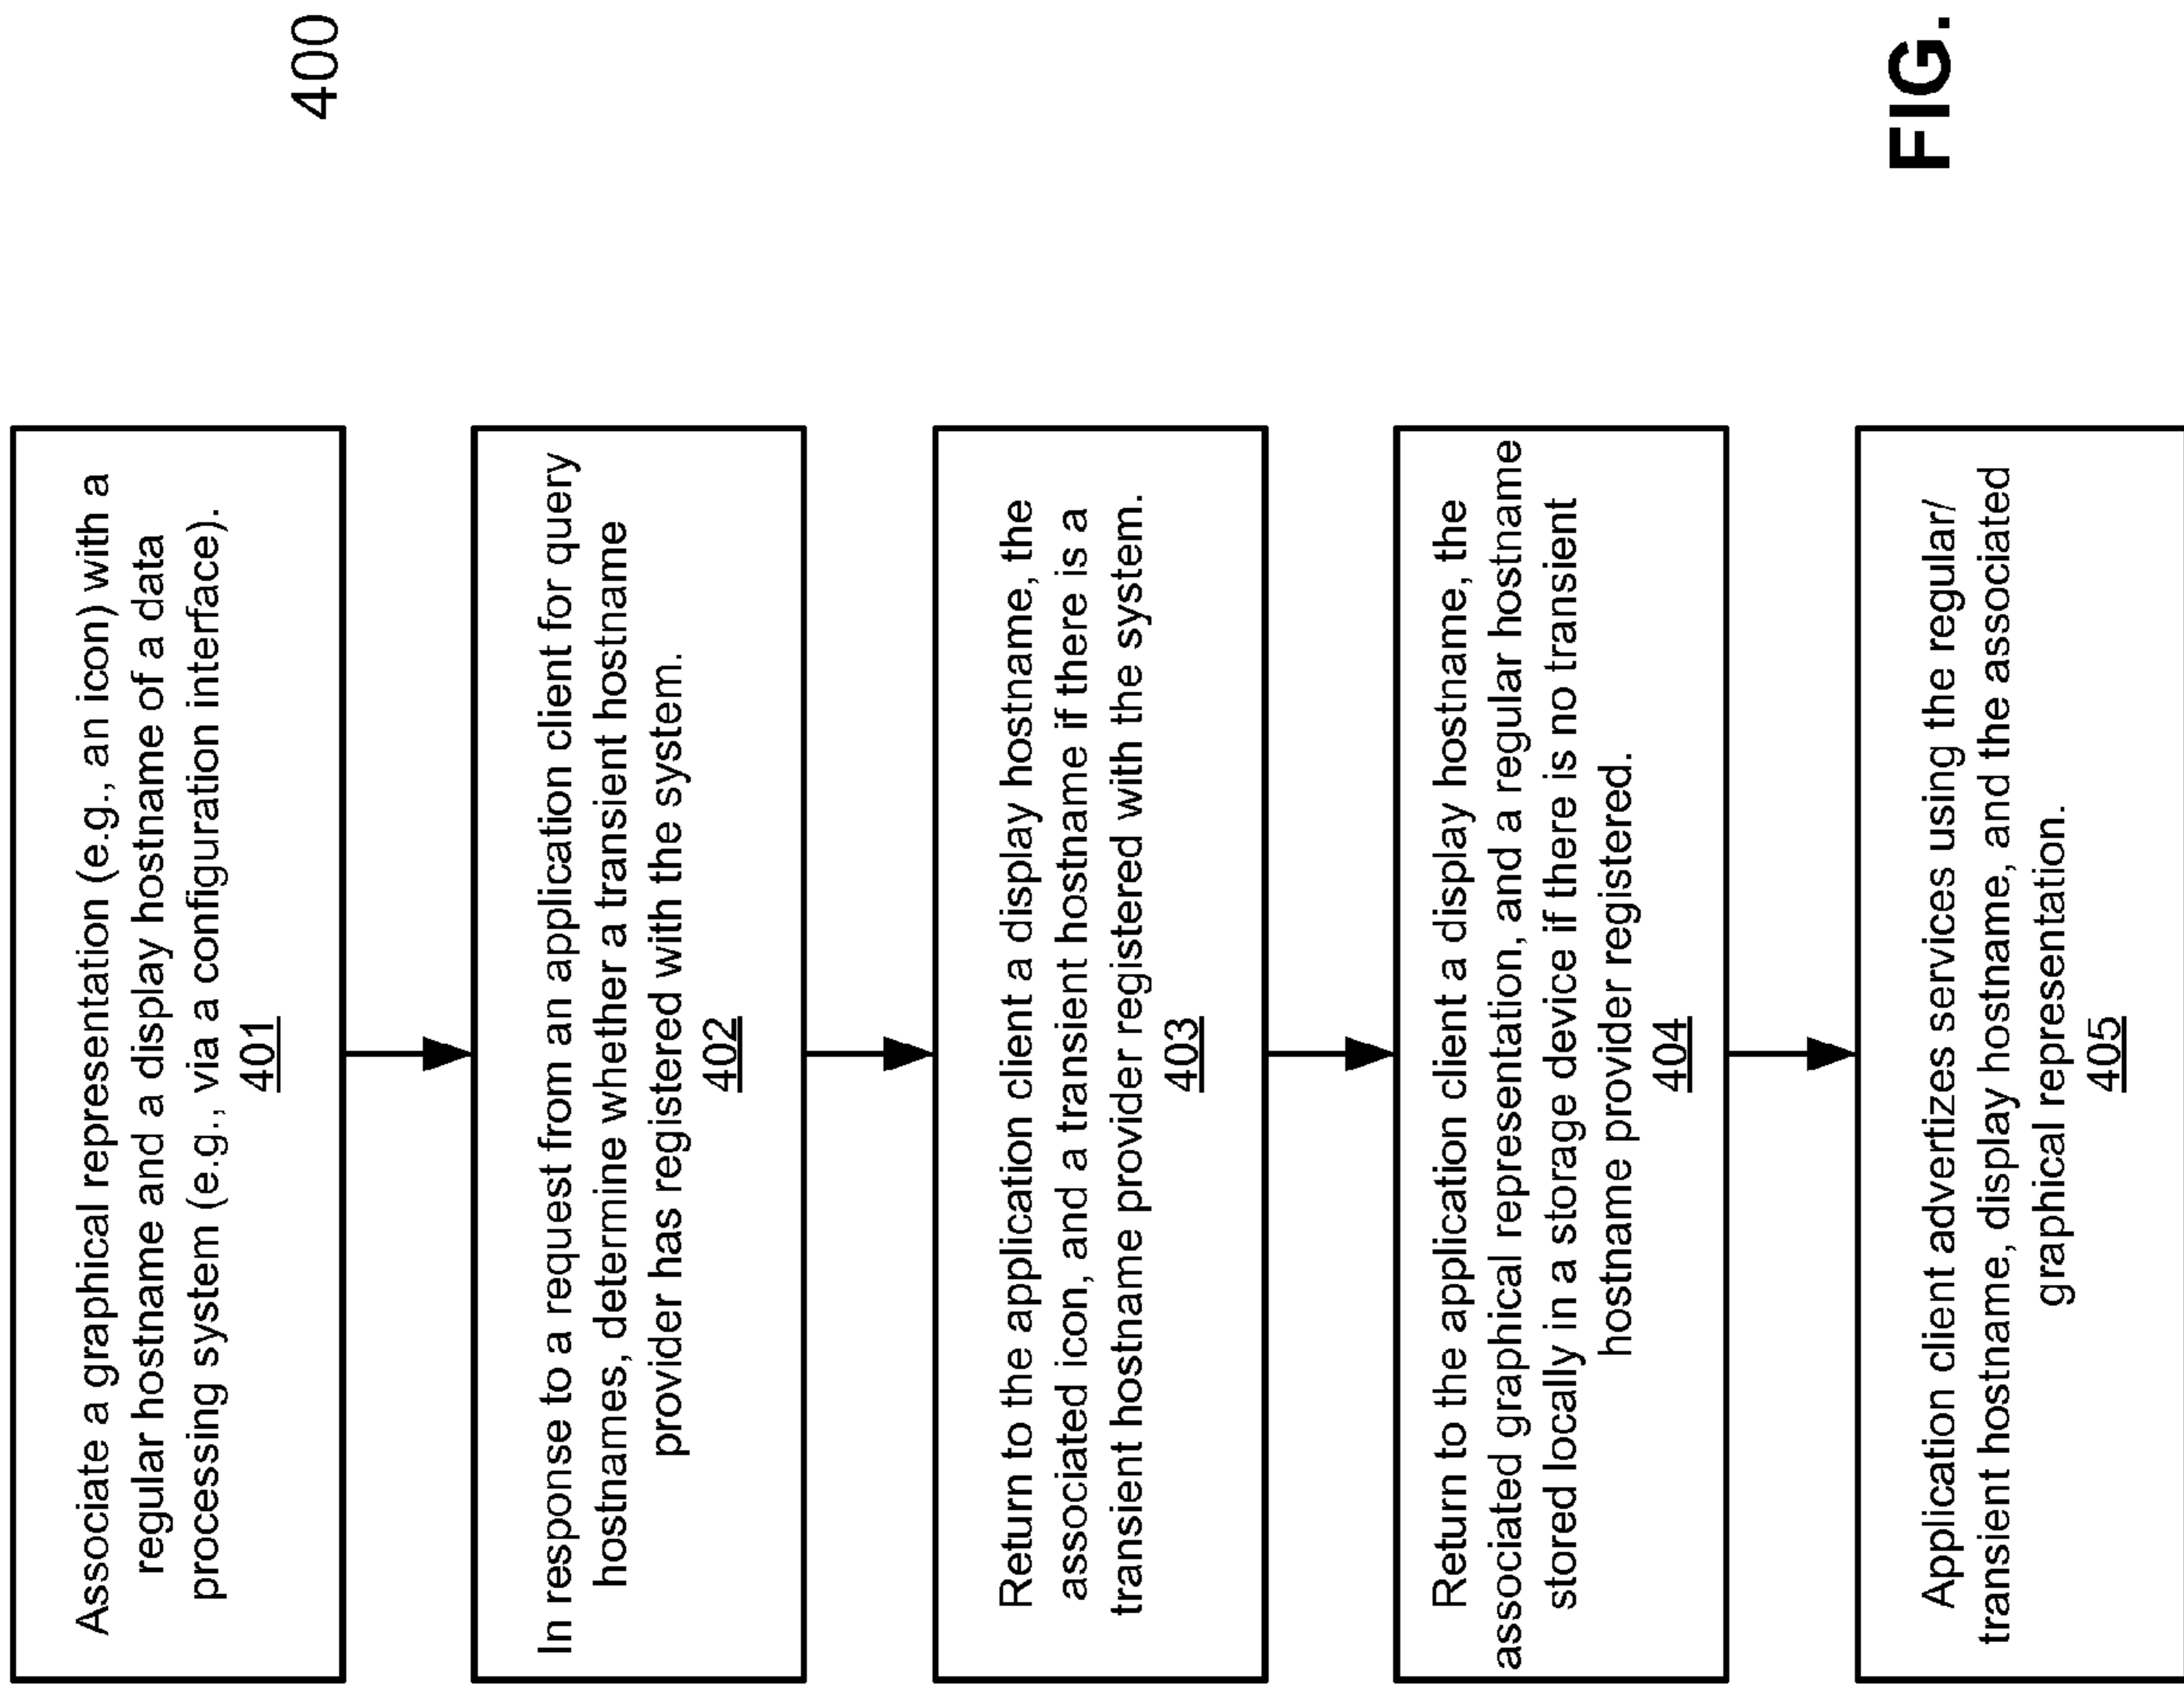 400
Associate a graphical representation (e.g., an icon) with a
regular hostname and a display hostname of a data
processing system (e.g., via a configuration interface).
401
In response to a request from an application client for query
hostnames, determine whether a transient hostname
provider has registered with the system.
402
Return to the application client a display hostname, the
associated icon, and a transient hostname if there is a
transient hostname provider registered with the system.
403
Return to the application client a display hostname, the
associated graphical representation, and a regular hostname
stored locally in a storage device if there is no transient
hostname provider registered.
404
Application client advertizes services using the regular/
transient hostname, display hostname, and the associated
graphical representation.
405
FIG.